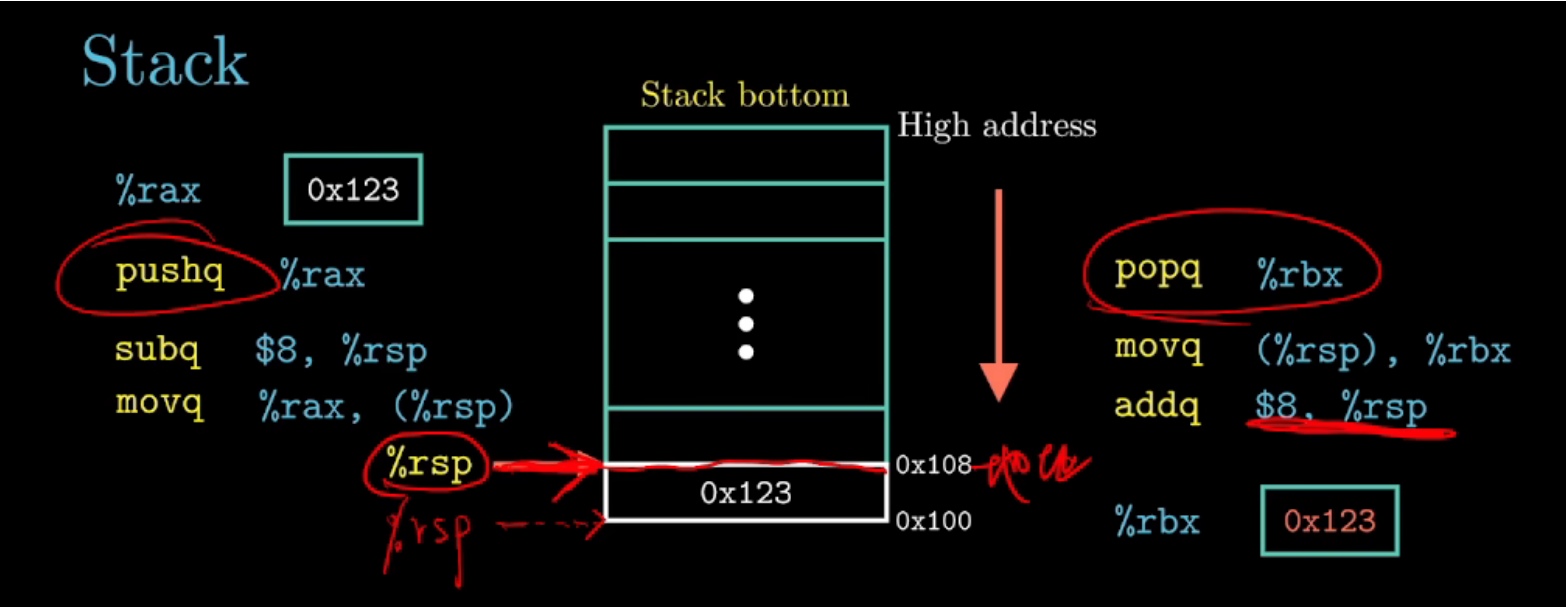 Stack
Stack bottom
High address
%rax 0x123
pushq %rax
subq $8, %rsp
movq %rax, (%rsp)
%rsp
%rsp
0x123
0x108
0x100
popq %rbx
movq (%rsp), %rbx
addq $8, %rsp
%rbx 0x123